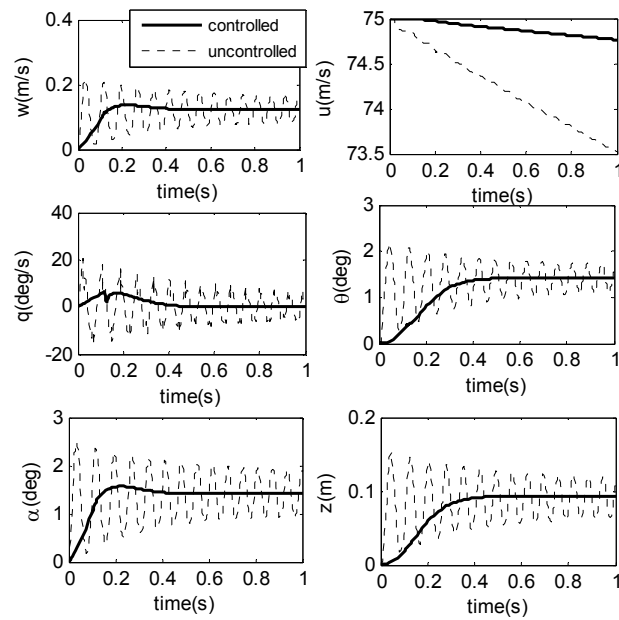 controlled
uncontrolled
w(m/s)
0.4
0.2
0
0 0.2 0.4 0.6 0.8 1
time(s)
u(m/s)
75
74.5
74
73.5
0 0.2 0.4 0.6 0.8 1
time(s)
q(deg/s)
40
20
0
-20
0 0.2 0.4 0.6 0.8 1
time(s)
θ(deg)
3
2
1
0
0 0.2 0.4 0.6 0.8 1
time(s)
α(deg)
3
2
1
0
0 0.2 0.4 0.6 0.8 1
time(s)
z(m)
0.2
0.1
0
0 0.2 0.4 0.6 0.8 1
time(s)